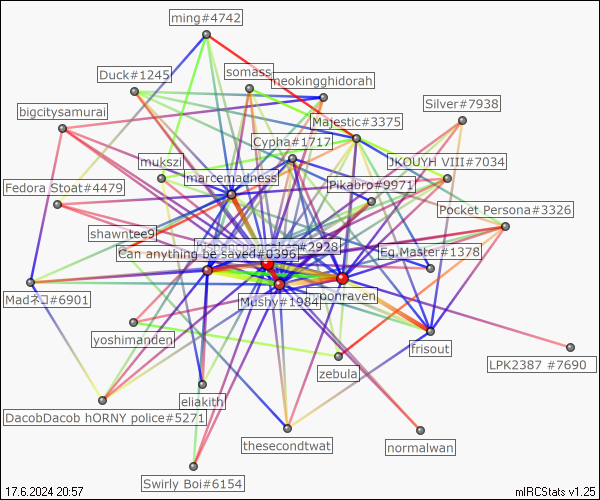 ming#4742
Duck#1245
somass
neokingghidorah
bigcitysamurai
Majestic#3375
Silver#7938
Cypha#1717
mukszi
JKOUYH VIII#7034
marcemadness
Pikabro#9971
Fedora Stoat#4479
Pocket Persona#3326
shawntee9
#2928
Can anything be saved#0396
Eg.Master#1378
Madネコ#6901
Mushy#1984
moonraven
yoshimanden
frisout
zebula
LPK2387 #7690
eliakith
DacobDacob hORNY police#5271
thesecondtwat
normalwan
Swirly Boi#6154
17.6.2024 20:57
mIRCStats v1.25